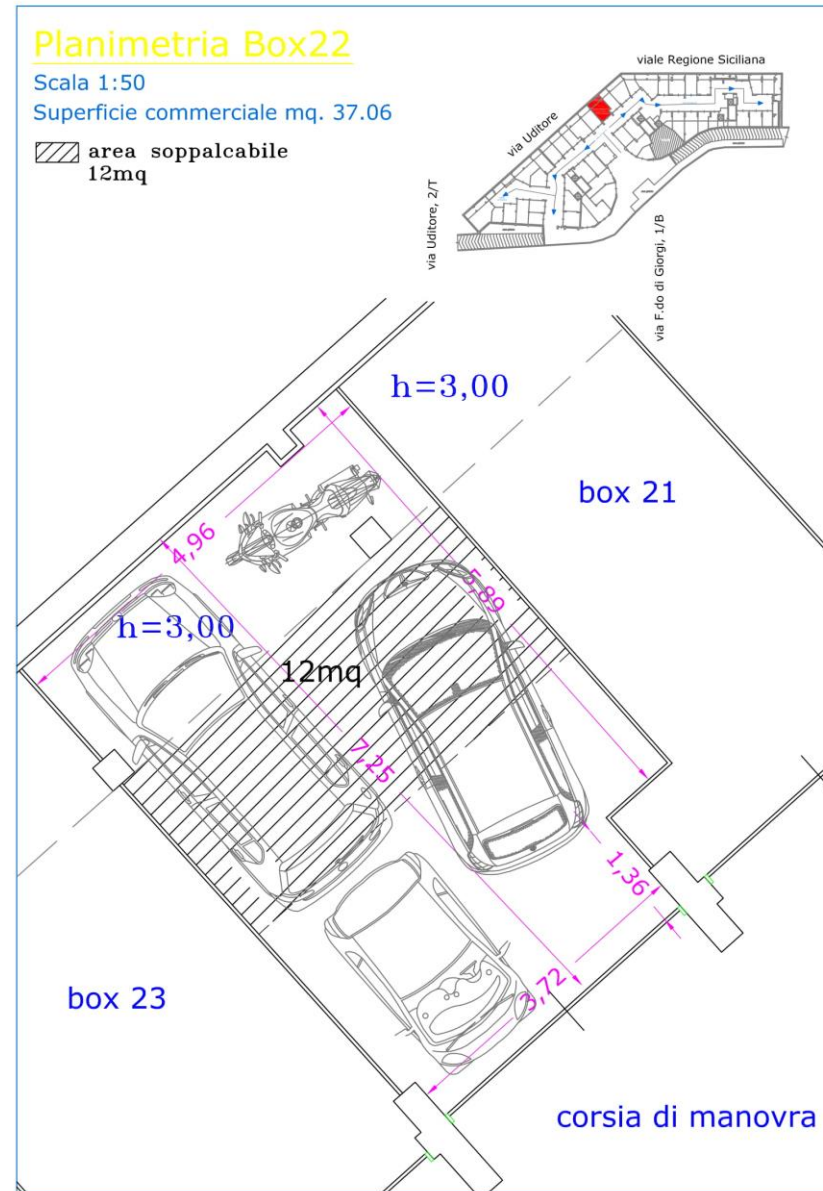 Planimetria Box22
Scala 1:50
Superficie commerciale mq. 37.06
area soppalcabile
12mq
viale Regione Siciliana
via Uditore
via Uditore, 2/T
via F.do di Giorgi, 1/B
h=3,00
box 21
4,96
5,89
h=3,00
12mq
7,25
1,36
3,72
box 23
corsia di manovra